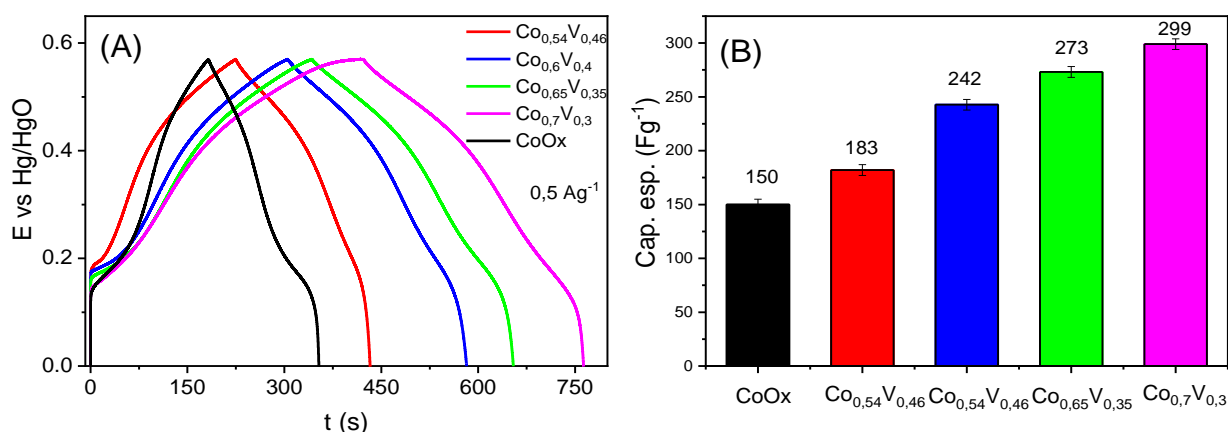 (A)
Co0,54V0,46
Co0,6V0,4
Co0,65V0,35
Co0,7V0,3
CoOx
0,5 Ag-1
E vs Hg/HgO
0.6
0.4
0.2
0.0
0 150 300 450 600 750
t (s)
(B)
Cap. esp. (Fg-1)
300
250
200
150
100
50
0
150
183
242
273
299
CoOx Co0,54V0,46 Co0,54V0,46 Co0,65V0,35 Co0,7V0,3